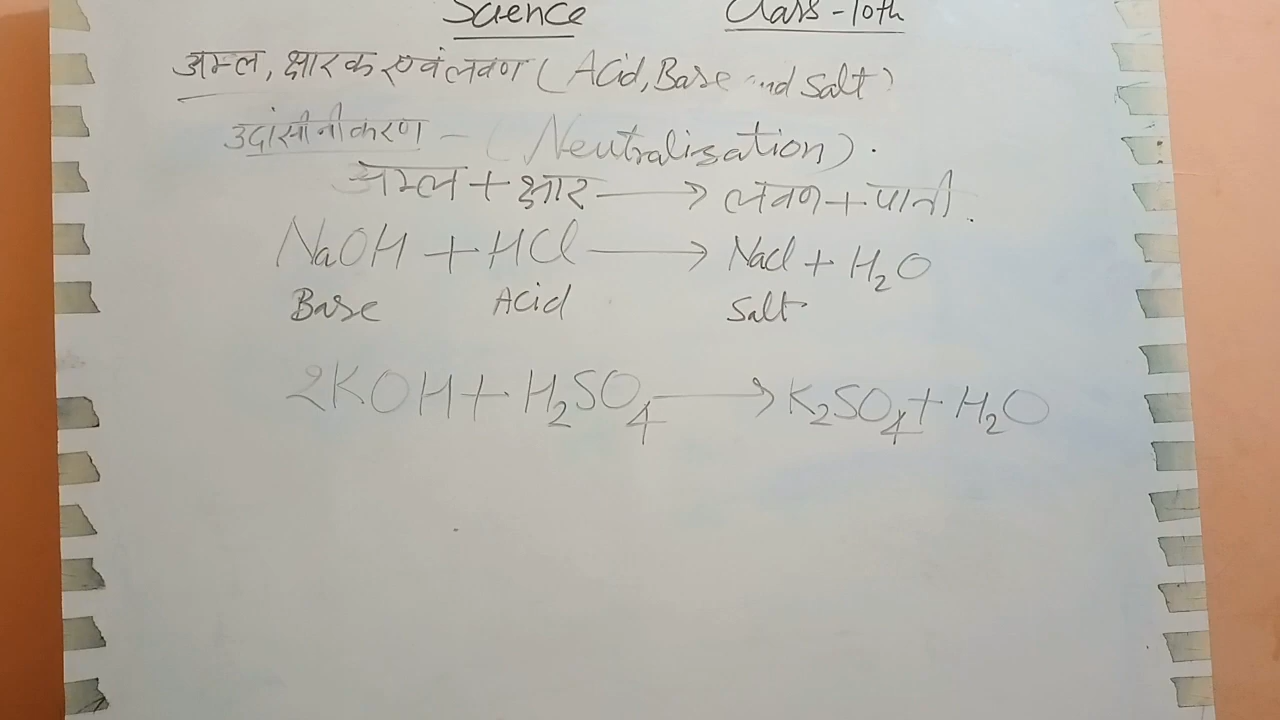 Science Class-10th
अम्ल, क्षारक एवं लवण (Acid, Base and Salt)
उदांसीनीकरण - (Neutralisation).
अम्ल + क्षार → लवण + पानी.
NaOH + HCl → Nacl + H₂O
Base Acid Salt
2KOH + H₂SO₄ → K₂SO₄ + H₂O